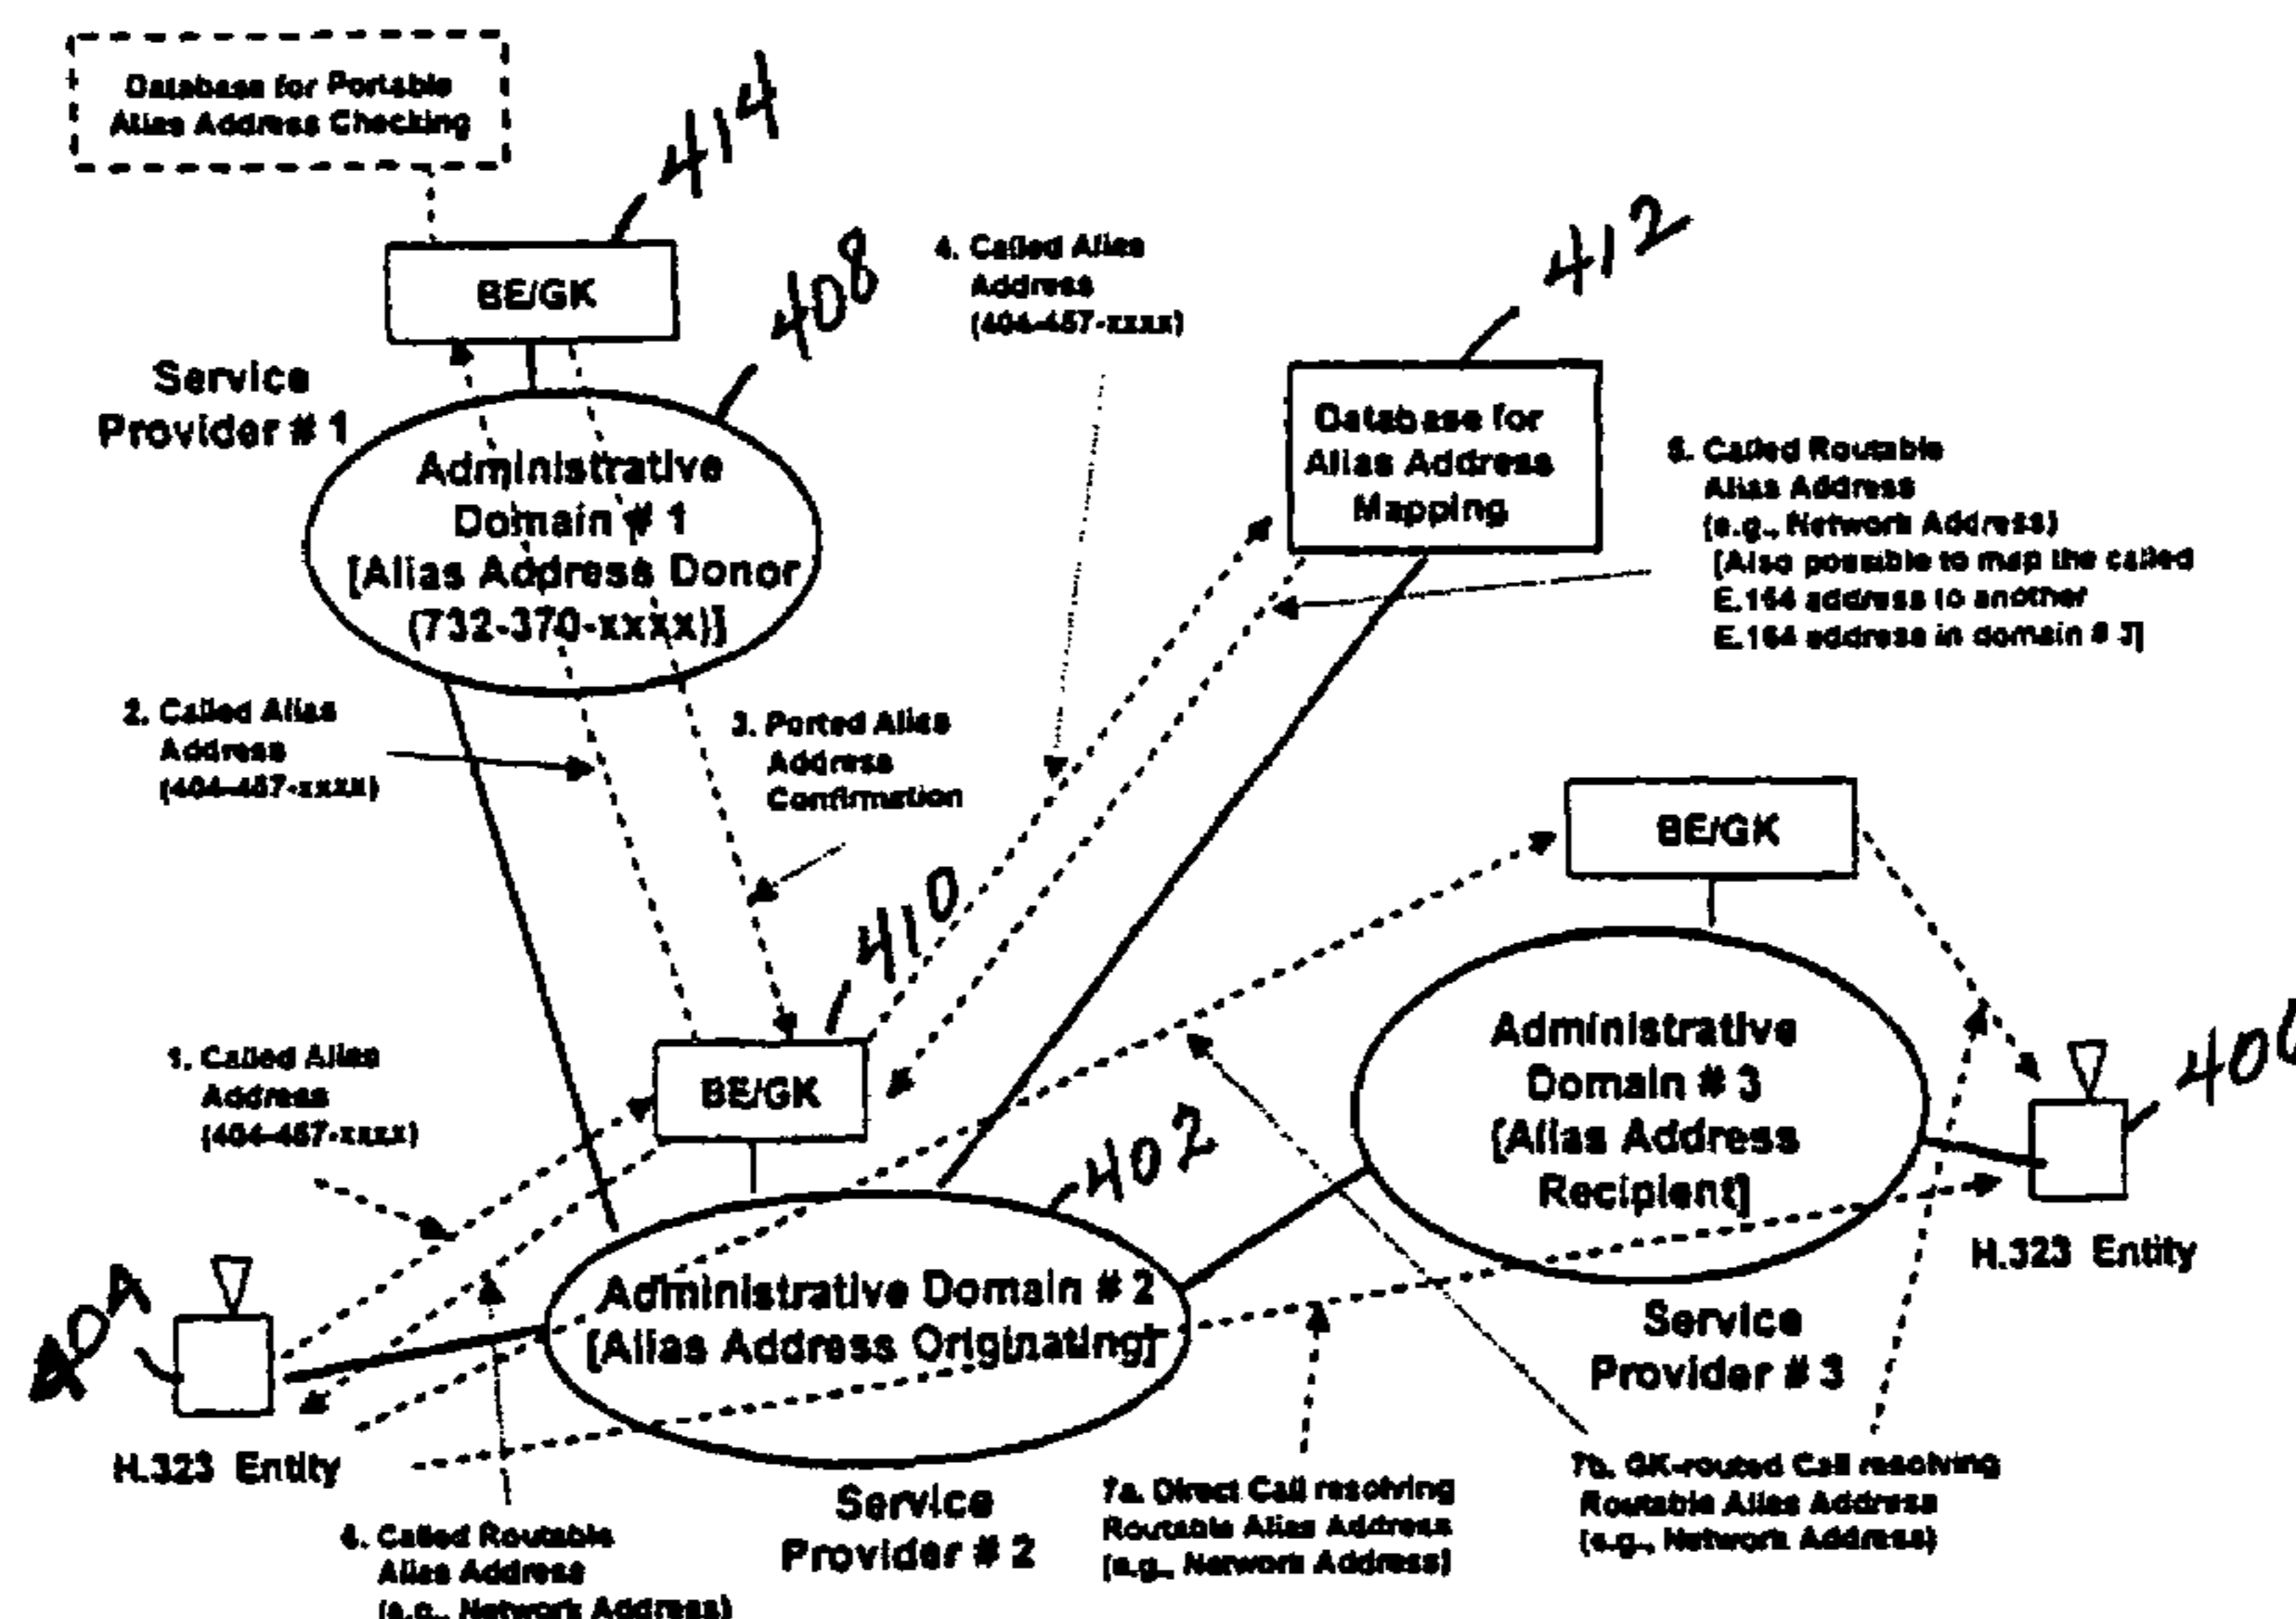 Database for Portable
Alias Address Checking
414
BE/GK
408
Service
Provider # 1
Administrative
Domain # 1
[Alias Address Donor
(732-370-xxxx)]
4. Called Alias
Address
(404-457-xxxx)
412
Database for
Alias Address
Mapping
5. Called Routable
Alias Address
(e.g., Network Address)
[Also possible to map the called
E.164 address to another
E.164 address in domain # 3]
2. Called Alias
Address
(404-457-xxxx)
3. Ported Alias
Address
Confirmation
BE/GK
410
1. Called Alias
Address
(404-457-xxxx)
BE/GK
402
Administrative
Domain # 3
[Alias Address
Recipient]
H.323 Entity
404
Administrative Domain # 2
[Alias Address Originating]
Service
Provider # 3
H.323 Entity
6. Called Routable
Alias Address
(e.g., Network Address)
Service
Provider # 2
7a. Direct Call resolving
Routable Alias Address
(e.g., Network Address)
7b. GK-routed Call resolving
Routable Alias Address
(e.g., Network Address)